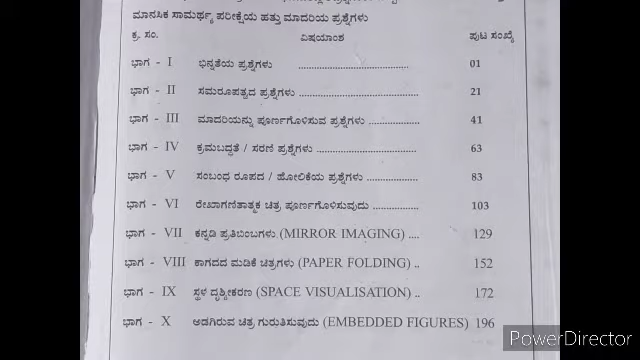 ಮಾನಸಿಕ ಸಾಮರ್ಥ್ಯ ಪರೀಕ್ಷೆಯ ಹತ್ತು ಮಾದರಿಯ ಪ್ರಶ್ನೆಗಳು
ಕ್ರ. ಸಂ. ವಿಷಯಾಂಶ ಪುಟ ಸಂಖ್ಯೆ
ಭಾಗ - I ಭಿನ್ನತೆಯ ಪ್ರಶ್ನೆಗಳು ........................................ 01
ಭಾಗ - II ಸಮರೂಪತ್ವದ ಪ್ರಶ್ನೆಗಳು ........................................... 21
ಭಾಗ - III ಮಾದರಿಯನ್ನು ಪೂರ್ಣಗೊಳಿಸುವ ಪ್ರಶ್ನೆಗಳು .................. 41
ಭಾಗ - IV ಕ್ರಮಬದ್ಧತೆ / ಸರಣಿ ಪ್ರಶ್ನೆಗಳು .................................... 63
ಭಾಗ - V ಸಂಬಂಧ ರೂಪದ / ಹೋಲಿಕೆಯ ಪ್ರಶ್ನೆಗಳು .................. 83
ಭಾಗ - VI ರೇಖಾಗಣಿತಾತ್ಮಕ ಚಿತ್ರ ಪೂರ್ಣಗೊಳಿಸುವುದು ................ 103
ಭಾಗ - VII ಕನ್ನಡಿ ಪ್ರತಿಬಿಂಬಗಳು. (MIRROR IMAGING) .... 129
ಭಾಗ - VIII ಕಾಗದದ ಮಡಿಕೆ ಚಿತ್ರಗಳು (PAPER FOLDING) .. 152
ಭಾಗ - IX ಸ್ಥಳ ದೃಶ್ಶೀಕರಣ (SPACE VISUALISATION) .. 172
ಭಾಗ - X ಅಡಗಿರುವ ಚಿತ್ರ ಗುರುತಿಸುವುದು (EMBEDDED FIGURES) 196
PowerDirector